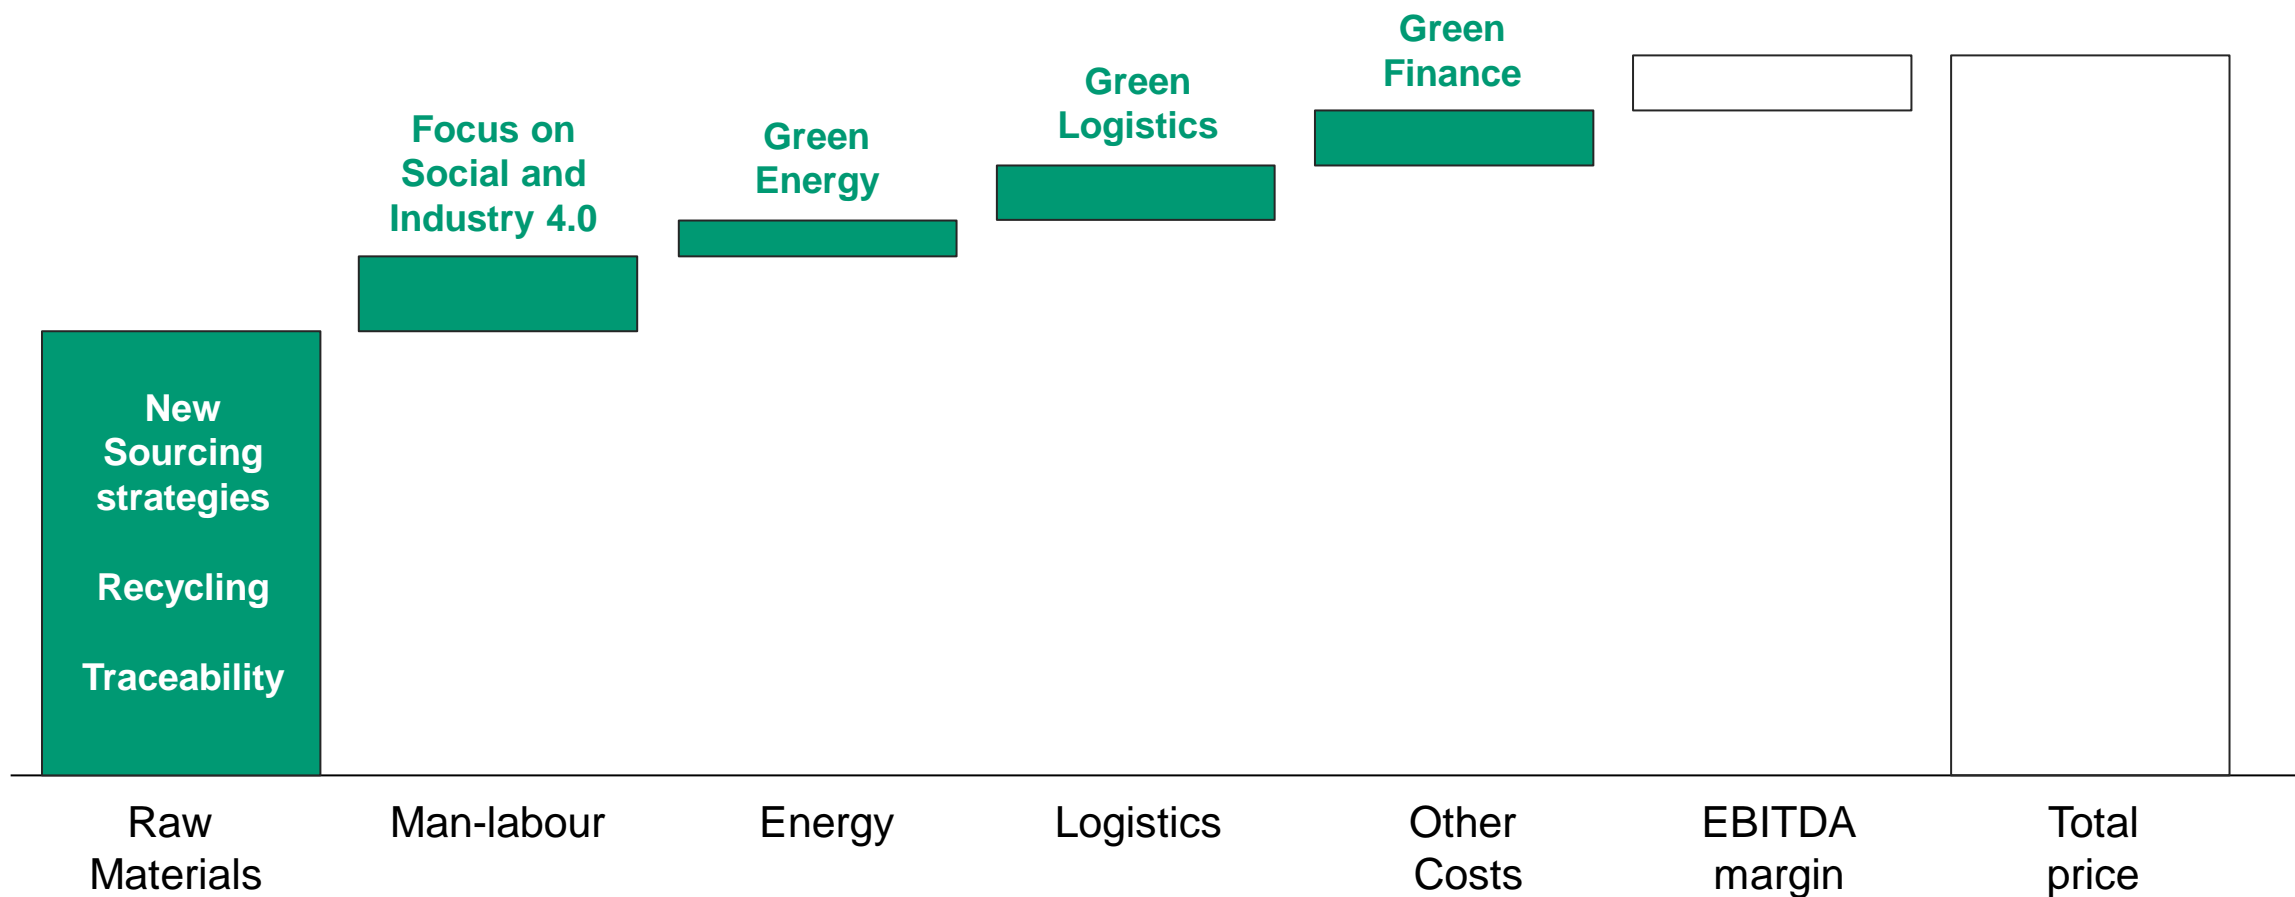 Green
Finance
Green
Logistics
Focus on
Social and
Industry 4.0
Green
Energy
New
Sourcing
strategies
Recycling
Traceability
Raw
Materials
Man-labour
Energy
Logistics
Other
Costs
EBITDA
margin
Total
price